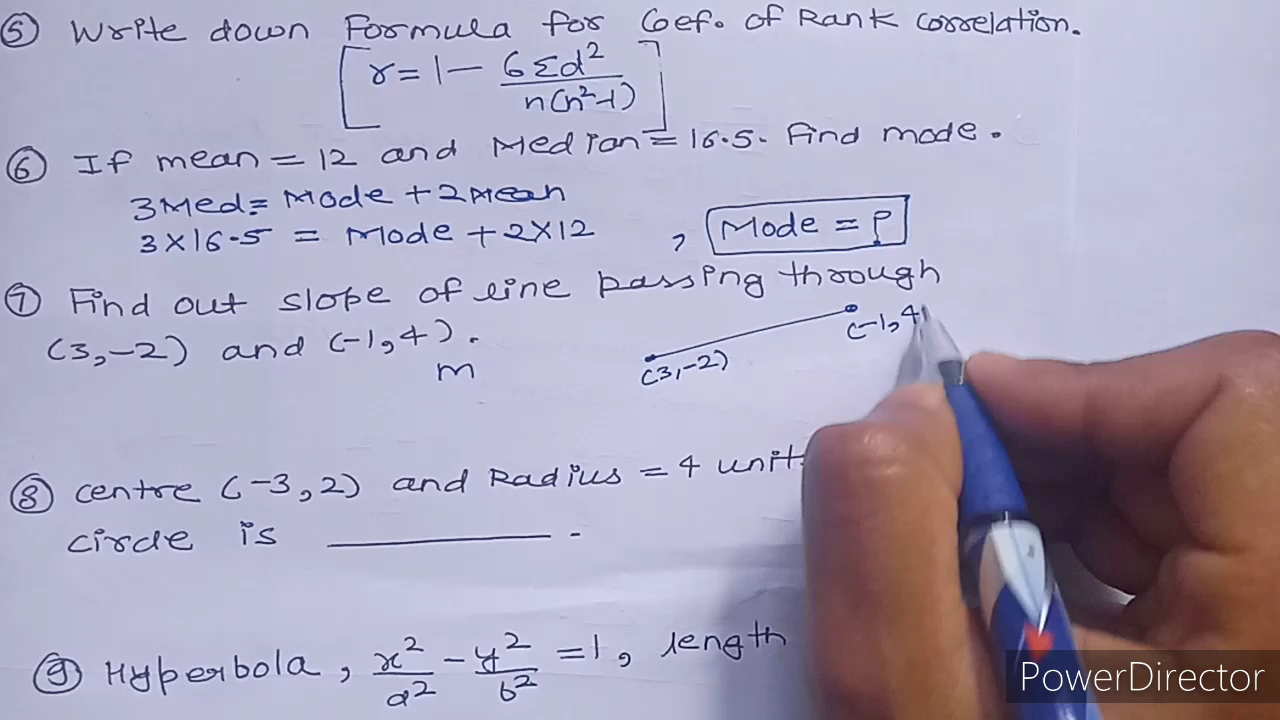 ⑤ Write down Formula for Coef. of Rank correlation.
r = 1 - 6Σd² / n(n²-1)
⑥ If mean = 12 and Median = 16.5. Find mode.
3Med = Mode + 2Mean
3×16.5 = Mode + 2×12 , Mode = ?
⑦ Find out slope of line passing through
(3,-2) and (-1,4).
m
(3,-2)
(-1,4)
⑧ centre (-3,2) and Radius = 4 unit
circle is ________ .
⑨ Hyperbola, x²/a² - y²/b² = 1, length
PowerDirector